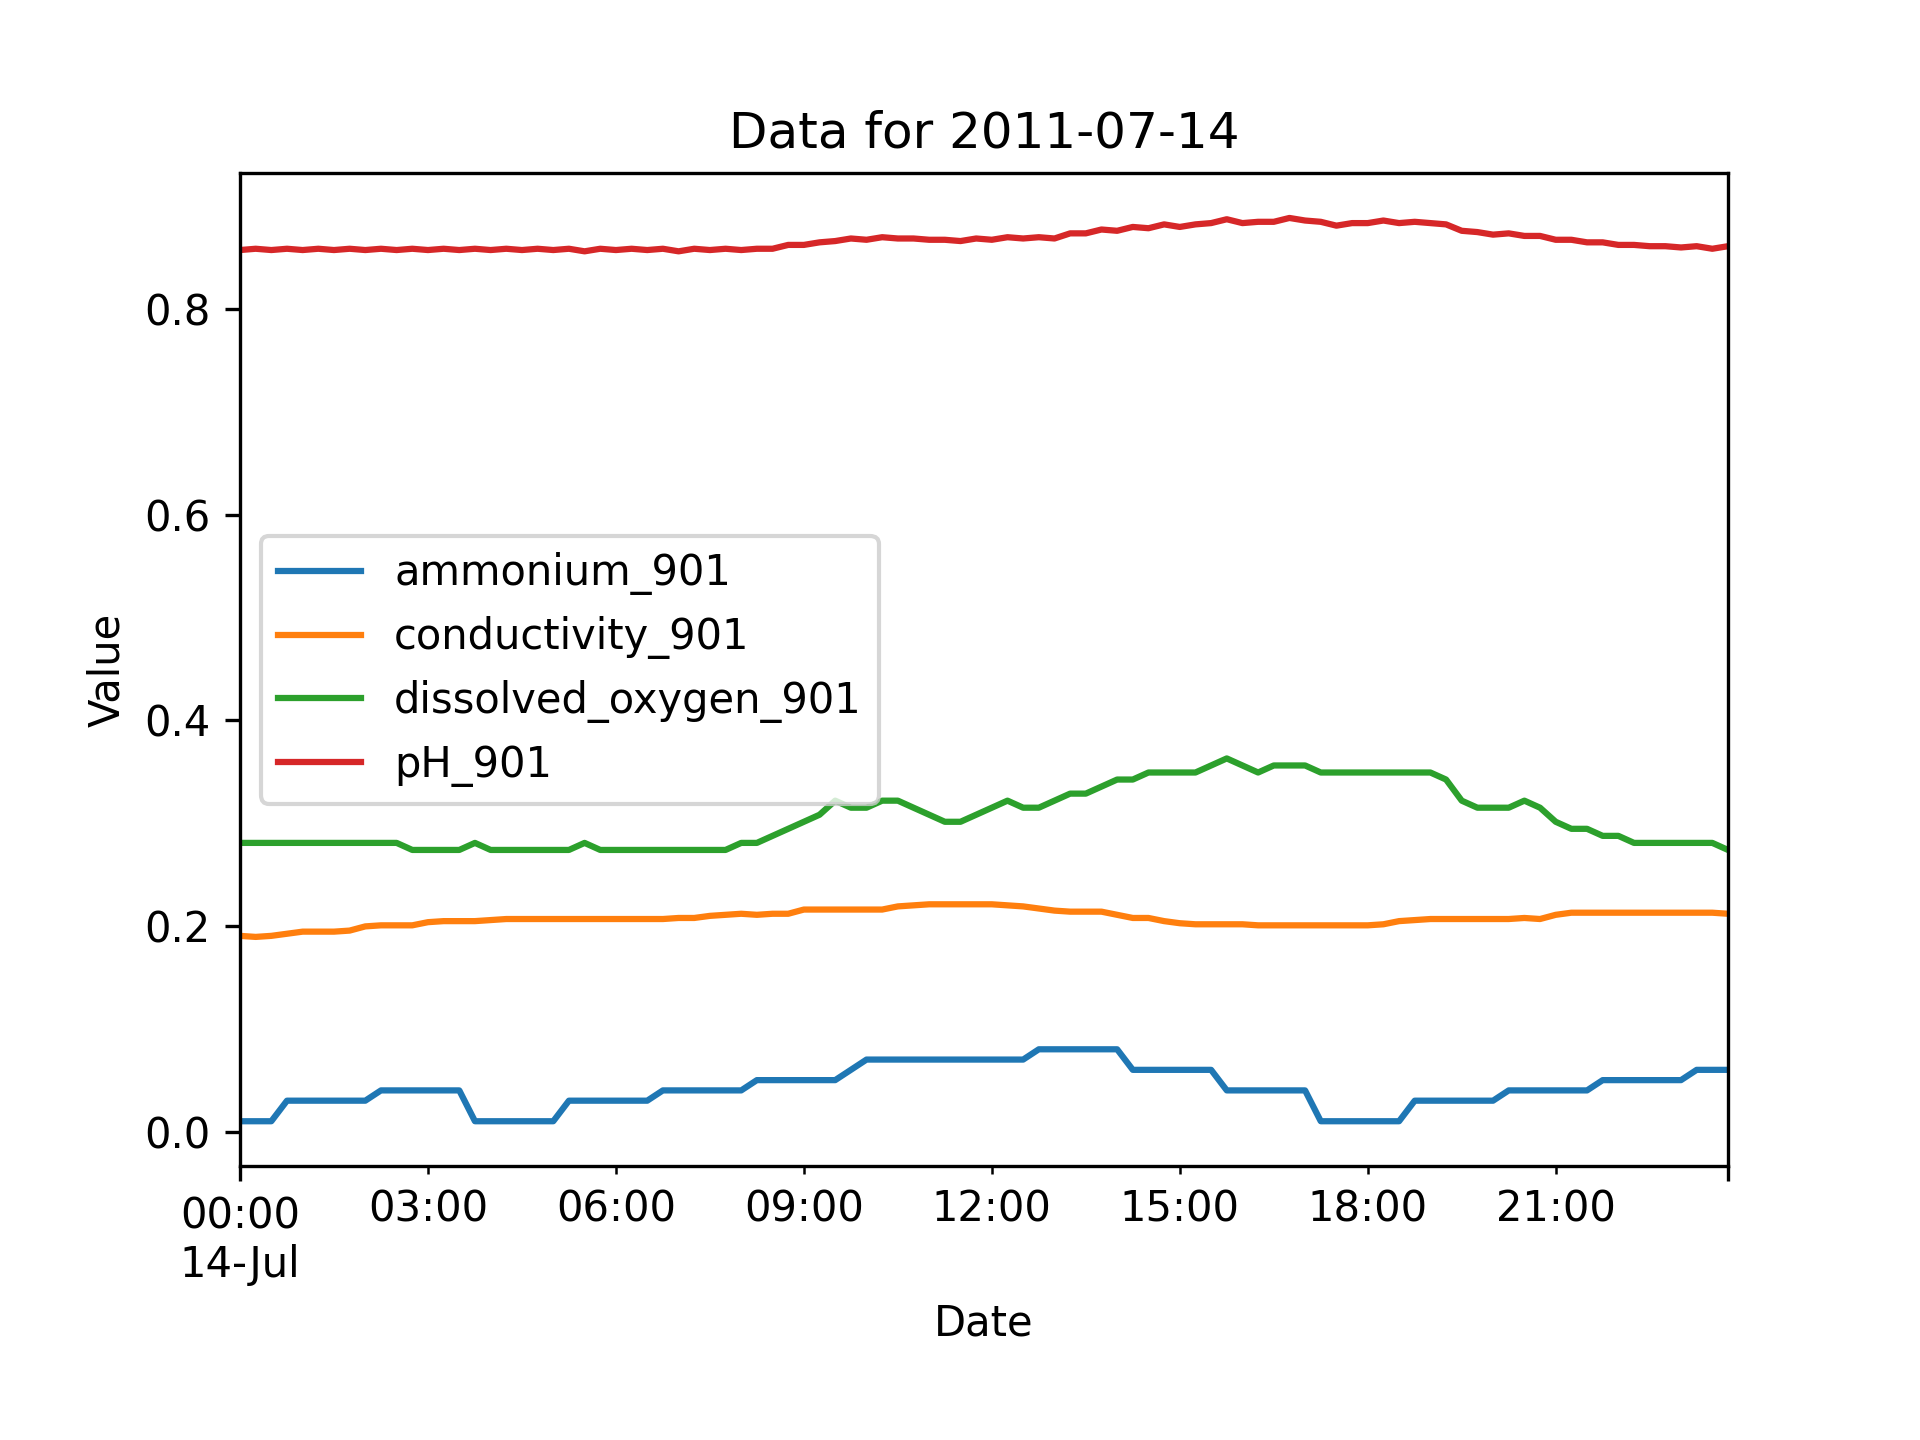 Data for 2011-07-14
Value
0.8
0.6
0.4
0.2
0.0
ammonium_901
conductivity_901
dissolved_oxygen_901
pH_901
00:00 03:00 06:00 09:00 12:00 15:00 18:00 21:00
14-Jul
Date